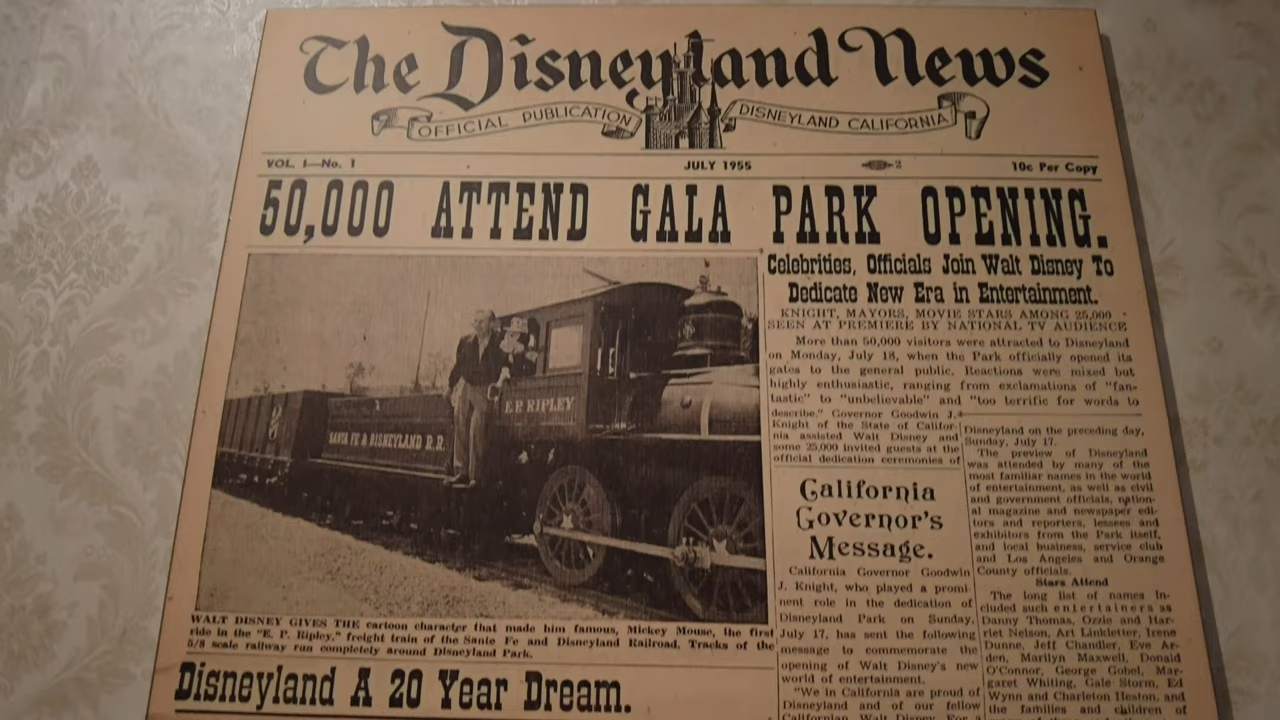 The Disneyland News
OFFICIAL PUBLICATION
DISNEYLAND CALIFORNIA
VOL. I—No. 1
JULY 1955
10c Per Copy
50,000 ATTEND GALA PARK OPENING.
SANTA FE & DISNEYLAND R.R.
E.P. RIPLEY
WALT DISNEY GIVES THE cartoon character that made him famous, Mickey Mouse, the first
ride in the "E. P. Ripley," freight train of the Sante Fe and Disneyland Railroad. Tracks of the
5/8 scale railway run completely around Disneyland Park.
Disneyland A 20 Year Dream.
Celebrities, Officials Join Walt Disney To
Dedicate New Era in Entertainment.
KNIGHT, MAYORS, MOVIE STARS AMONG 25,000
SEEN AT PREMIERE BY NATIONAL TV AUDIENCE
More than 50,000 visitors were attracted to Disneyland
on Monday, July 18, when the Park officially opened its
gates to the general public. Reactions were mixed but
highly enthusiastic, ranging from exclamations of "fan-
tastic" to "unbelievable" and "too terrific for words to
describe." Governor Goodwin J.
Knight of the State of Califor-
nia assisted Walt Disney and
some 25,000 invited guests at the
official dedication ceremonies of
California
Governor's
Message.
California Governor Goodwin
J. Knight, who played a promi
nent role in the dedication of
Disneyland Park on Sunday,
July 17, has sent the following
message to commemorate the
opening of Walt Disney's new
world of entertainment.
"We in California are proud of
Disneyland and of our fellow
Californian, Walt Disney. For a
Disneyland on the preceding day,
Sunday, July 17.
The preview of Disneyland
was attended by many of the
most familiar names in the world
of entertainment, as well as civil
and government officials, nation-
al magazine and newspaper edi-
tors and reporters, lessees and
exhibitors from the Park itself,
and local business, service club
and Los Angeles and Orange
County officials.
Stars Attend
The long list of names in-
cluded such entertainers as
Danny Thomas, Ozzie and Har-
riet Nelson, Art Linkletter, Irene
Dunne, Jeff Chandler, Eve Ar-
den, Marilyn Maxwell, Donald
O'Connor, George Gobel, Mar-
garet Whiting, Gale Storm, Ed
Wynn and Charleton Heston, and
the families and children of